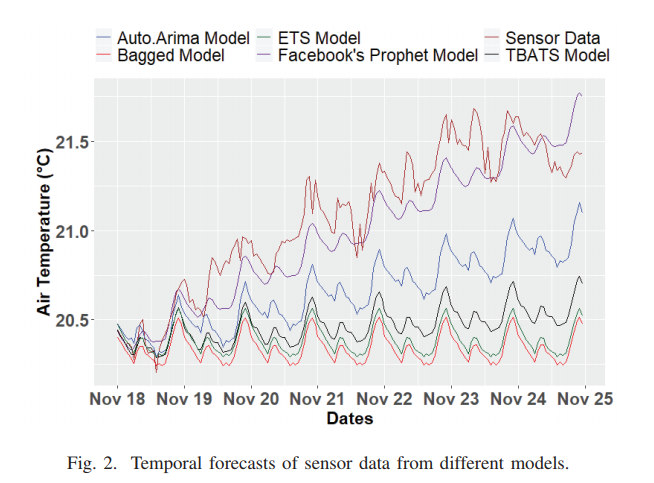 Auto.Arima Model ETS Model Sensor Data
Bagged Model Facebook's Prophet Model TBATS Model
21.5
21.0
20.5
Air Temperature (°C)
Nov 18 Nov 19 Nov 20 Nov 21 Nov 22 Nov 23 Nov 24 Nov 25
Dates
Fig. 2. Temporal forecasts of sensor data from different models.